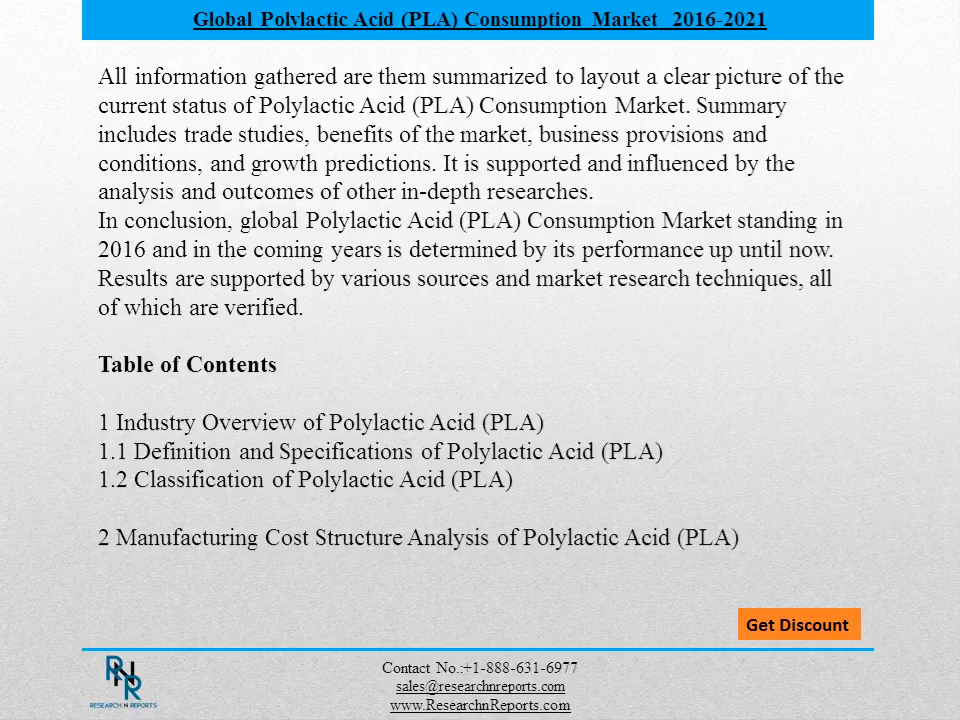 Global Polylactic Acid (PLA) Consumption Market 2016-2021
All information gathered are them summarized to layout a clear picture of the
current status of Polylactic Acid (PLA) Consumption Market. Summary
includes trade studies, benefits of the market, business provisions and
conditions, and growth predictions. It is supported and influenced by the
analysis and outcomes of other in-depth researches.
In conclusion, global Polylactic Acid (PLA) Consumption Market standing in
2016 and in the coming years is determined by its performance up until now.
Results are supported by various sources and market research techniques, all
of which are verified.
Table of Contents
1 Industry Overview of Polylactic Acid (PLA)
1.1 Definition and Specifications of Polylactic Acid (PLA)
1.2 Classification of Polylactic Acid (PLA)
2 Manufacturing Cost Structure Analysis of Polylactic Acid (PLA)
Get Discount
RNR
RESEARCH N REPORTS
Contact No.:+1-888-631-6977
sales@researchnreports.com
www.ResearchnReports.com